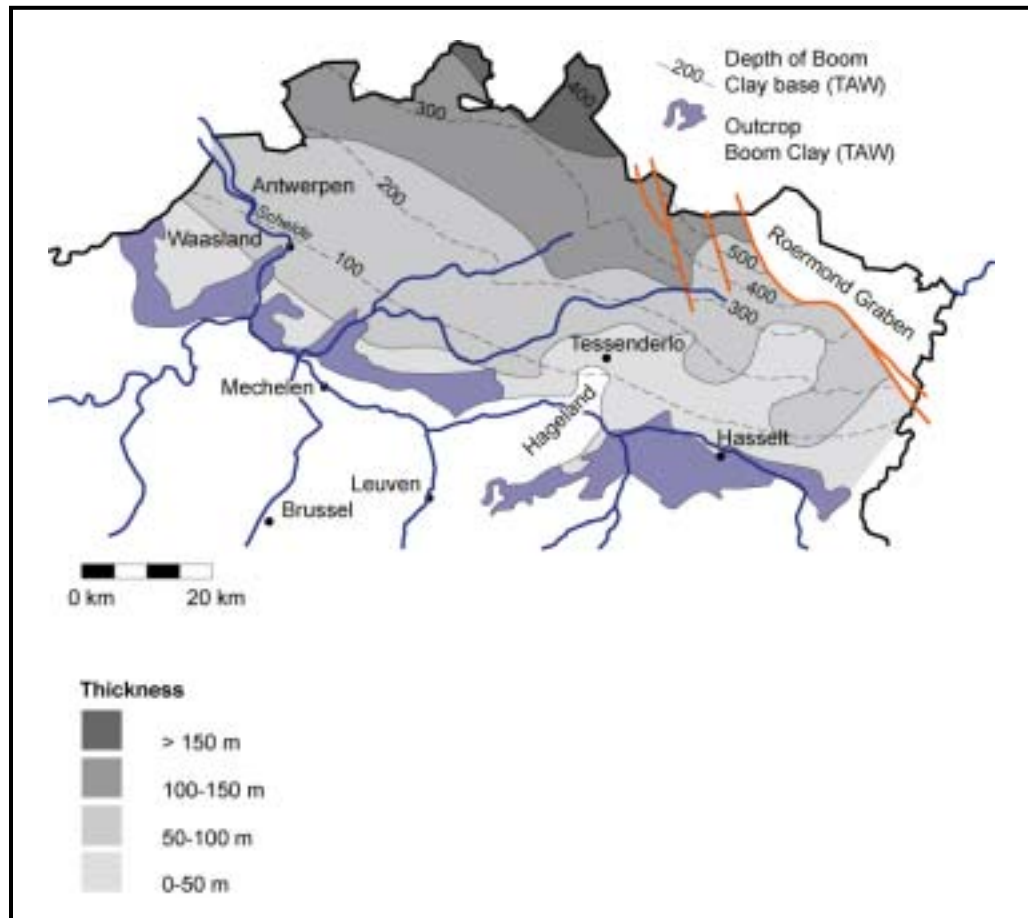 200
Depth of Boom
Clay base (TAW)
Outcrop
Boom Clay (TAW)
400
300
200
Antwerpen
Schelde
Waasland
100
500
400
300
Roermond Graben
Tessenderlo
Mechelen
Hageland
Hasselt
Leuven
Brussel
0 km 20 km
Thickness
> 150 m
100-150 m
50-100 m
0-50 m